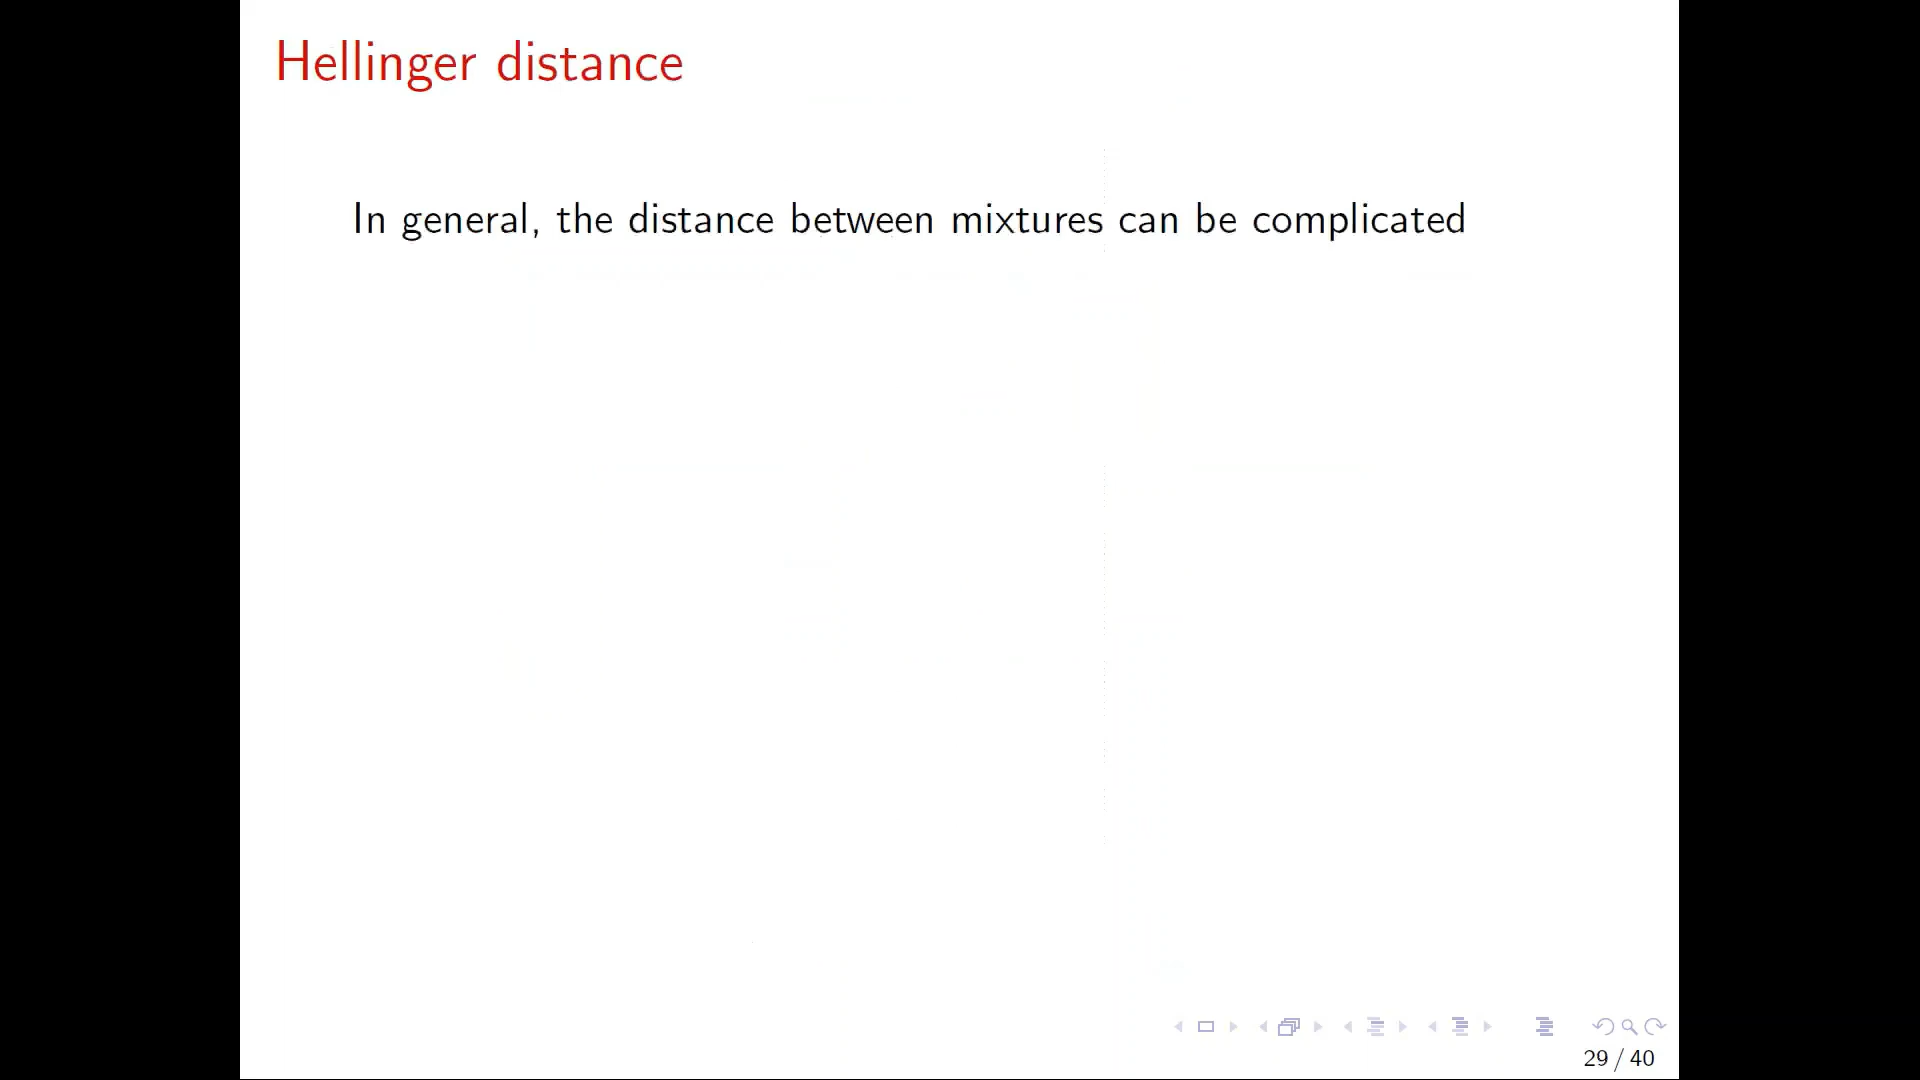 Hellinger distance
In general, the distance between mixtures can be complicated
29 / 40